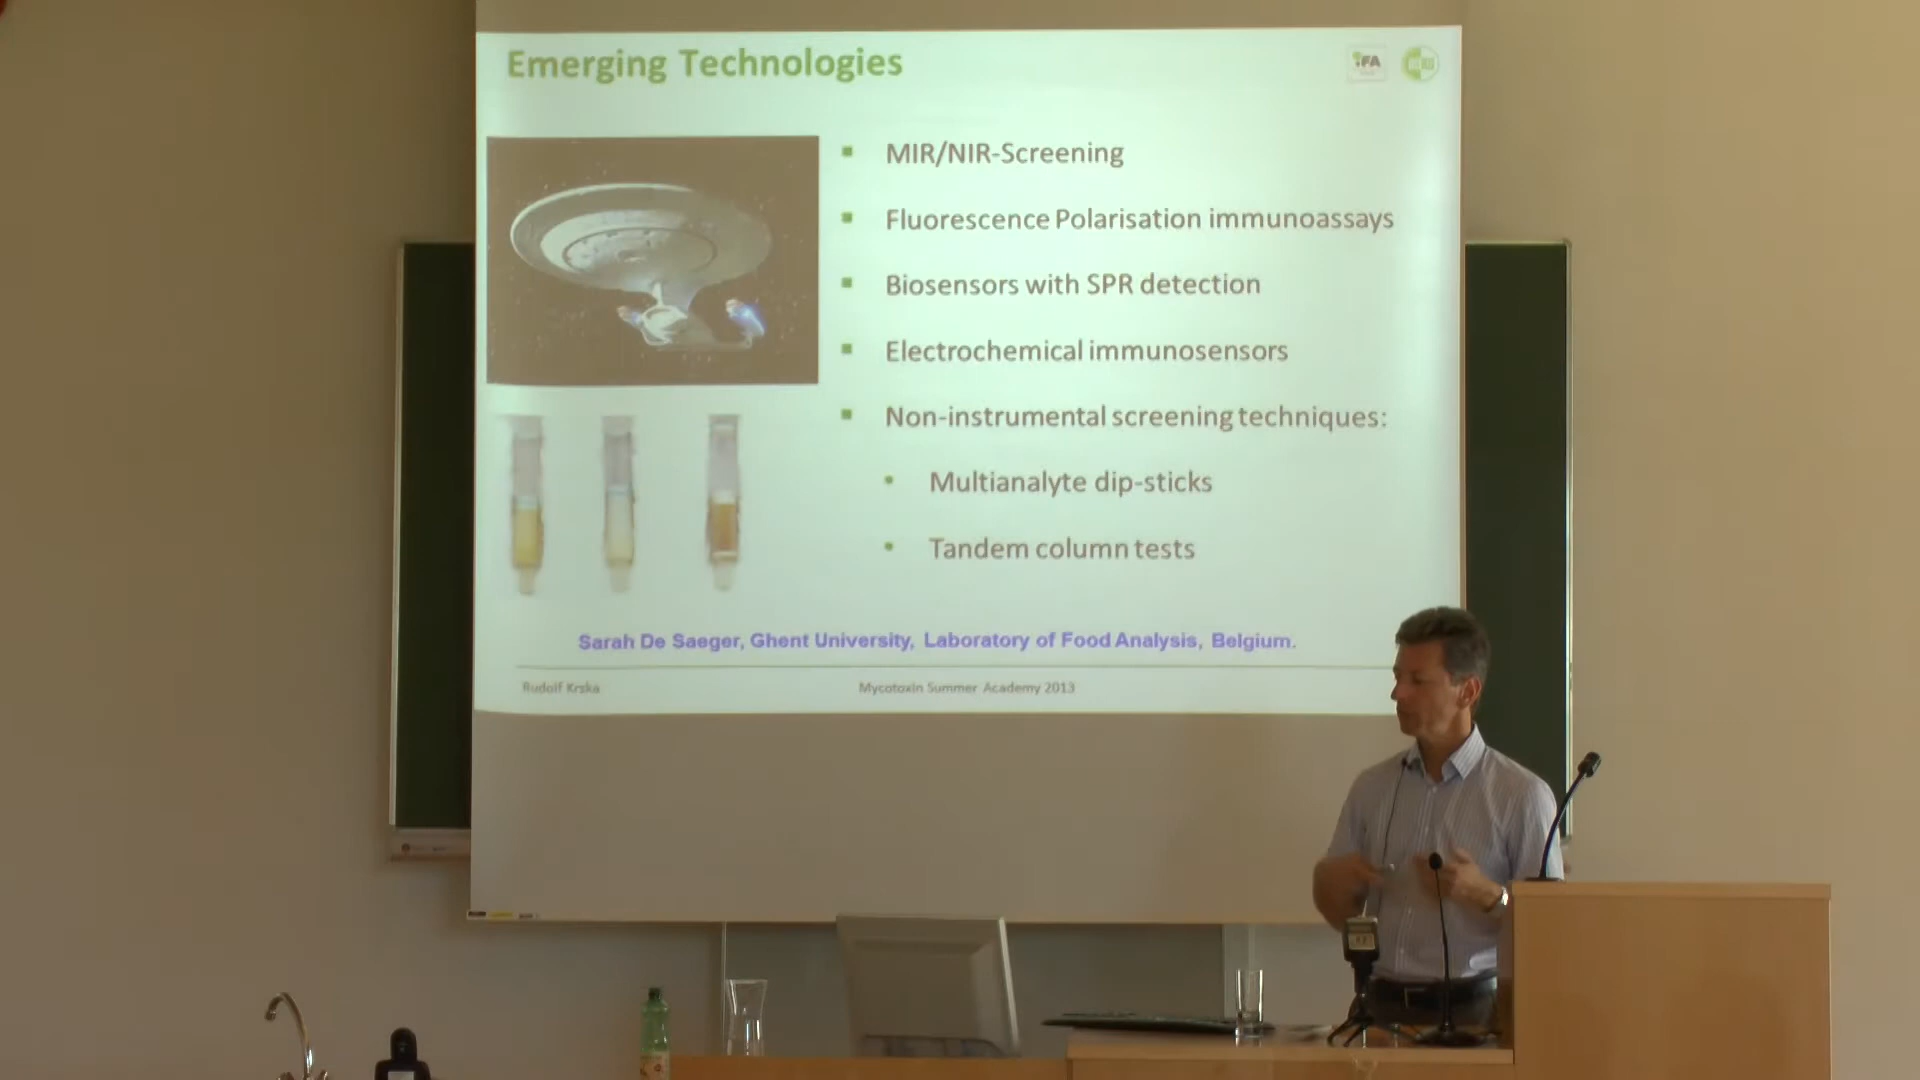 Emerging Technologies
iFA
MIR/NIR-Screening
Fluorescence Polarisation immunoassays
Biosensors with SPR detection
Electrochemical immunosensors
Non-instrumental screening techniques:
Multianalyte dip-sticks
Tandem column tests
Sarah De Saeger, Ghent University, Laboratory of Food Analysis, Belgium.
Rudolf Krska
Mycotoxin Summer Academy 2013